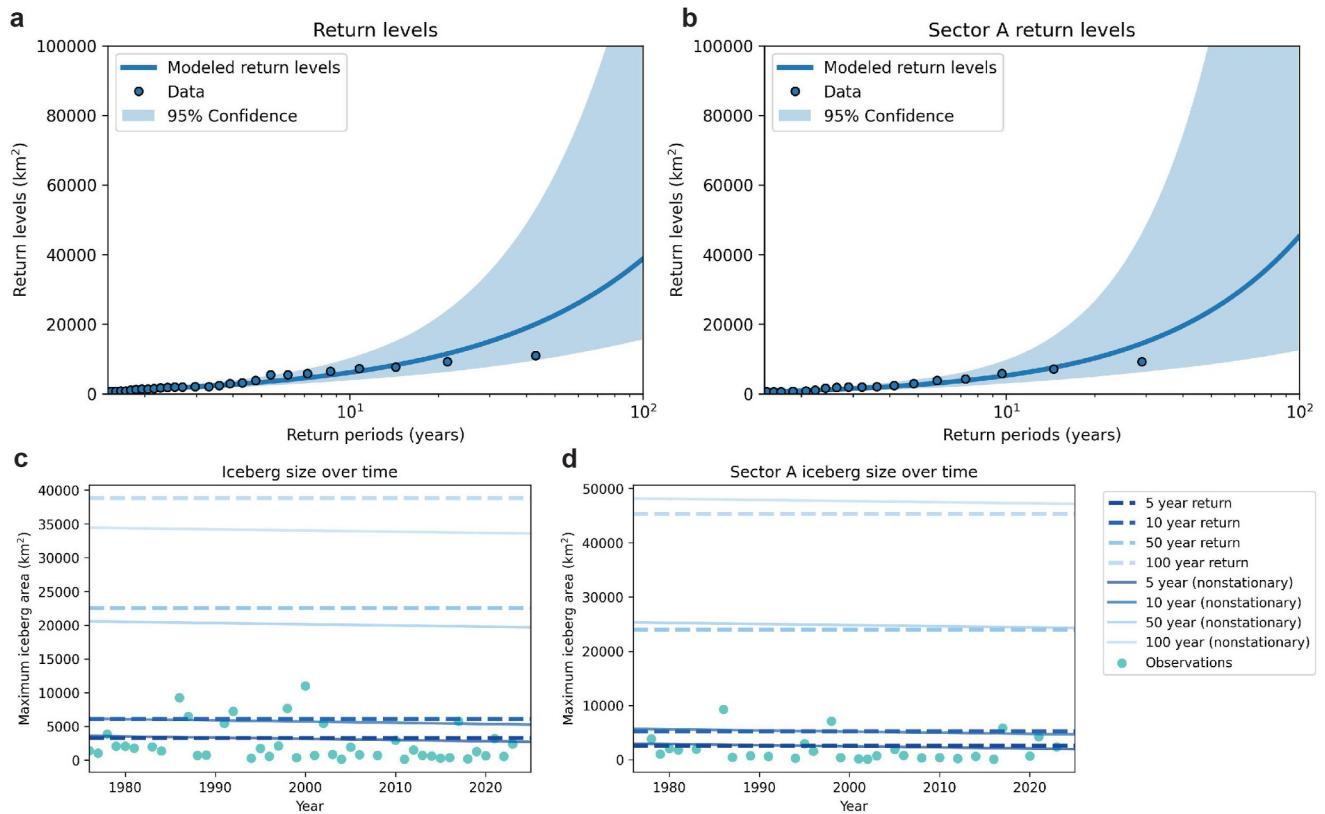 a
Return levels
100000
80000
60000
40000
20000
0
Return levels (km²)
Modeled return levels
Data
95% Confidence
10¹
10²
Return periods (years)
b
Sector A return levels
100000
80000
60000
40000
20000
0
Return levels (km²)
Modeled return levels
Data
95% Confidence
10¹
10²
Return periods (years)
c
Iceberg size over time
40000
35000
30000
25000
20000
15000
10000
5000
0
Maximum iceberg area (km²)
1980
1990
2000
2010
2020
Year
d
Sector A iceberg size over time
50000
40000
30000
20000
10000
0
Maximum iceberg area (km²)
1980
1990
2000
2010
2020
Year
5 year return
10 year return
50 year return
100 year return
5 year (nonstationary)
10 year (nonstationary)
50 year (nonstationary)
100 year (nonstationary)
Observations